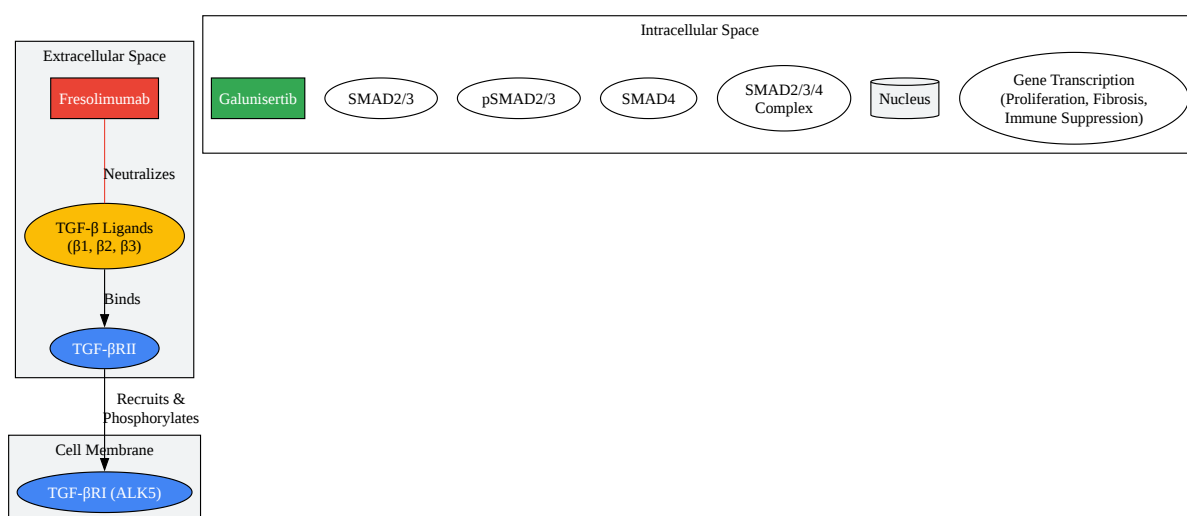 Extracellular Space
Fresolimumab
Neutralizes
TGF-β Ligands
(β1, β2, β3)
Binds
TGF-βRII
Recruits &
Phosphorylates
Cell Membrane
TGF-βRI (ALK5)
Intracellular Space
Galunisertib
SMAD2/3
pSMAD2/3
SMAD4
SMAD2/3/4
Complex
Nucleus
Gene Transcription
(Proliferation, Fibrosis,
Immune Suppression)